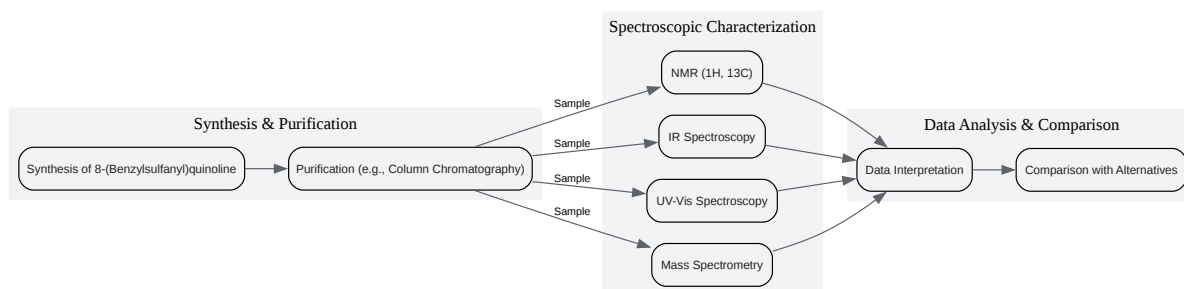 Synthesis & Purification
Synthesis of 8-(Benzylsulfanyl)quinoline
Purification (e.g., Column Chromatography)
Sample
Sample
Sample
Sample
Spectroscopic Characterization
NMR (1H, 13C)
IR Spectroscopy
UV-Vis Spectroscopy
Mass Spectrometry
Data Analysis & Comparison
Data Interpretation
Comparison with Alternatives